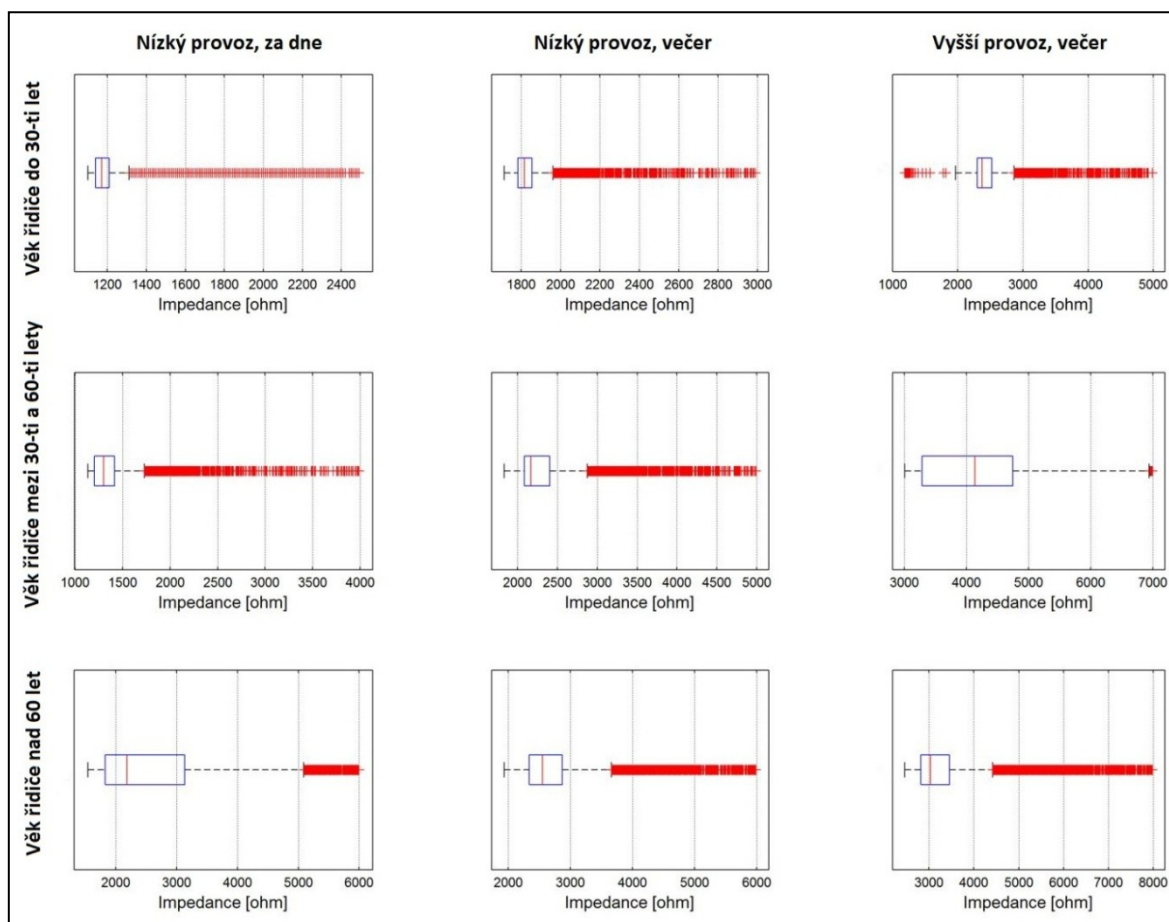 Nízký provoz, za dne
Nízký provoz, večer
Vyšší provoz, večer
Věk řidiče do 30-ti let
1200 1400 1600 1800 2000 2200 2400
Impedance [ohm]
1800 2000 2200 2400 2600 2800 3000
Impedance [ohm]
1000 2000 3000 4000 5000
Impedance [ohm]
Věk řidiče mezi 30-ti a 60-ti lety
1000 1500 2000 2500 3000 3500 4000
Impedance [ohm]
2000 2500 3000 3500 4000 4500 5000
Impedance [ohm]
3000 4000 5000 6000 7000
Impedance [ohm]
Věk řidiče nad 60 let
2000 3000 4000 5000 6000
Impedance [ohm]
2000 3000 4000 5000 6000
Impedance [ohm]
3000 4000 5000 6000 7000 8000
Impedance [ohm]